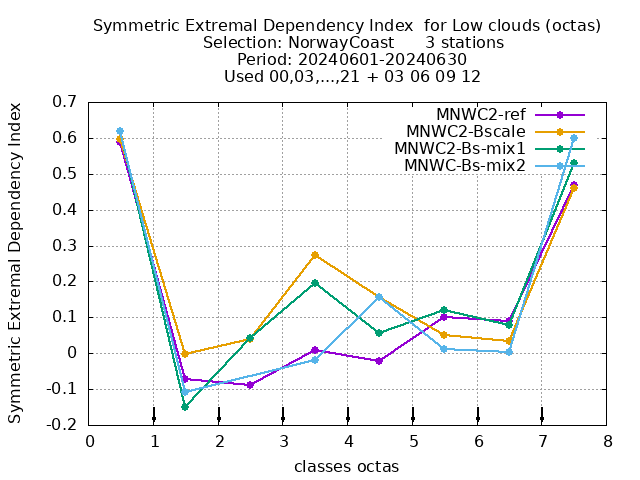 Symmetric Extremal Dependency Index  for Low clouds (octas)
Selection: NorwayCoast      3 stations
Period: 20240601-20240630
Used 00,03,...,21 + 03 06 09 12
Symmetric Extremal Dependency Index
0.7
0.6
0.5
0.4
0.3
0.2
0.1
0
-0.1
-0.2
MNWC2-ref
MNWC2-Bscale
MNWC2-Bs-mix1
MNWC-Bs-mix2
0 1 2 3 4 5 6 7 8
classes octas